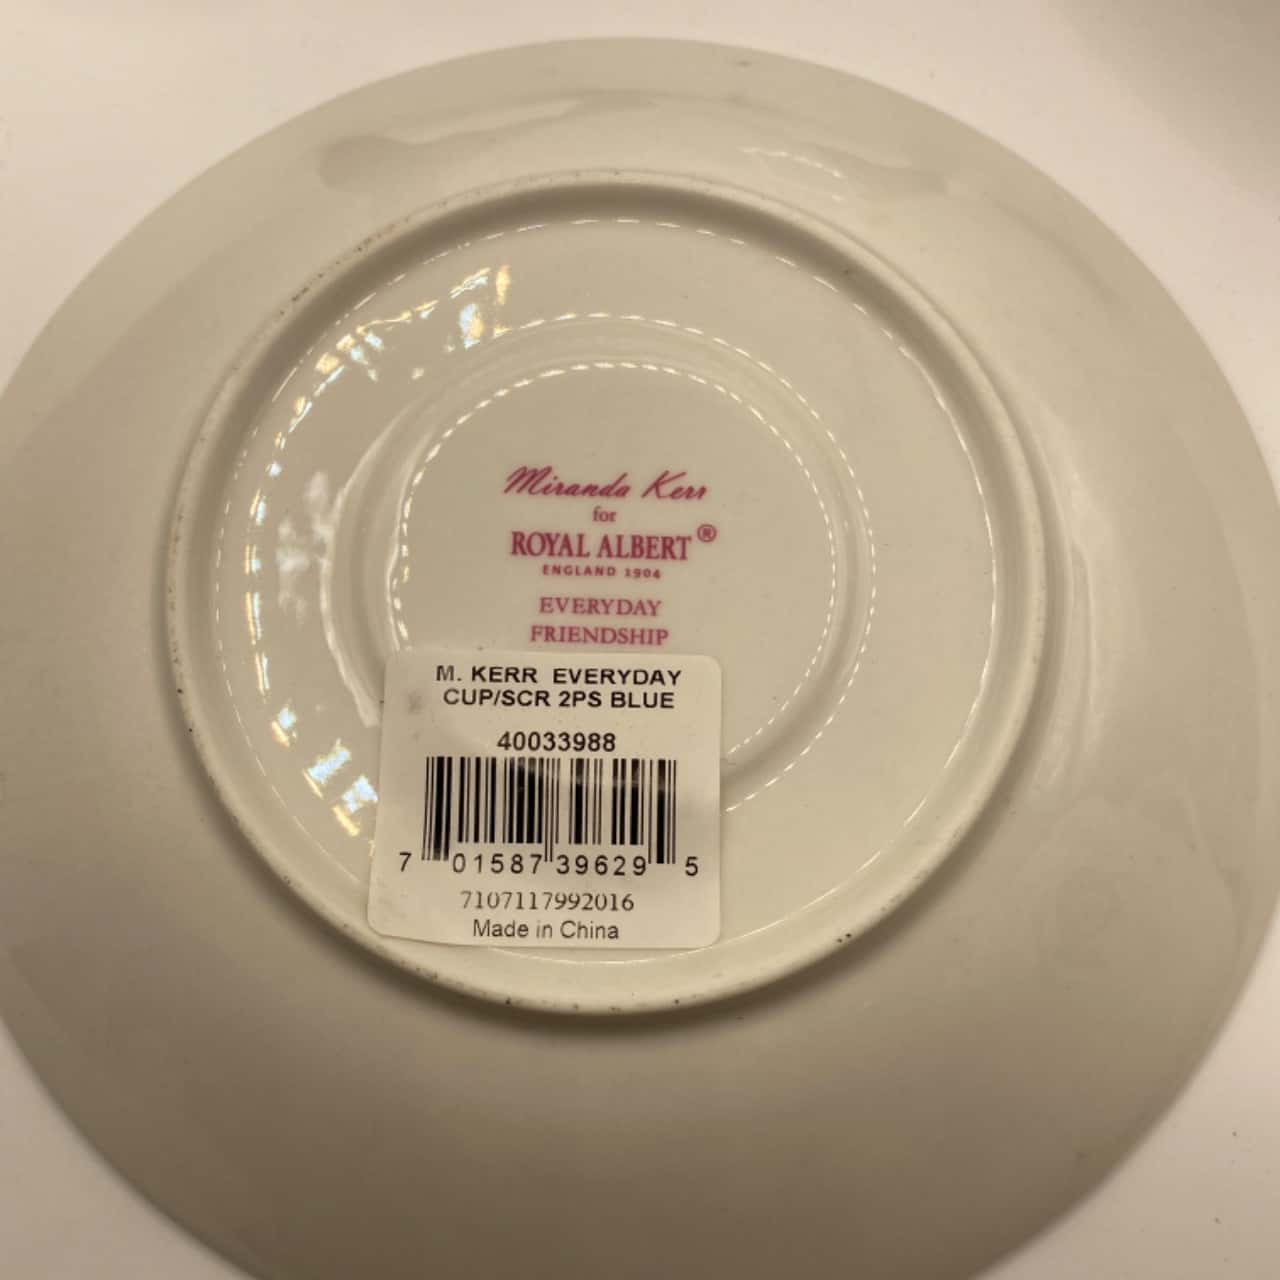 Miranda Kerr
for
ROYAL ALBERT®
ENGLAND 1904
EVERYDAY
FRIENDSHIP
M. KERR EVERYDAY
CUP/SCR 2PS BLUE
40033988
7 01587 39629 5
7107117992016
Made in China